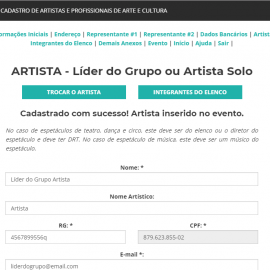 CADASTRO DE ARTISTAS E PROFISSIONAIS DE ARTE E CULTURA
ormações Iniciais | Endereço | Representante #1 | Representante #2 | Dados Bancários | Artist
Integrantes do Elenco | Demais Anexos | Evento | Início | Ajuda | Sair |
ARTISTA - Líder do Grupo ou Artista Solo
TROCAR O ARTISTA INTEGRANTES DO ELENCO
Cadastrado com sucesso! Artista inserido no evento.
No caso de espetáculos de teatro, dança e circo, este deve ser do elenco ou o diretor do
espetáculo e deve ter DRT. No caso de espetáculo de música, este deve ser um músico do
espetáculo.
Nome: *
Líder do Grupo Artista
Nome Artístico:
Artista
RG: * CPF: *
4567899556q 879.623.855-02
E-mail *:
liderdogrupo@email.com